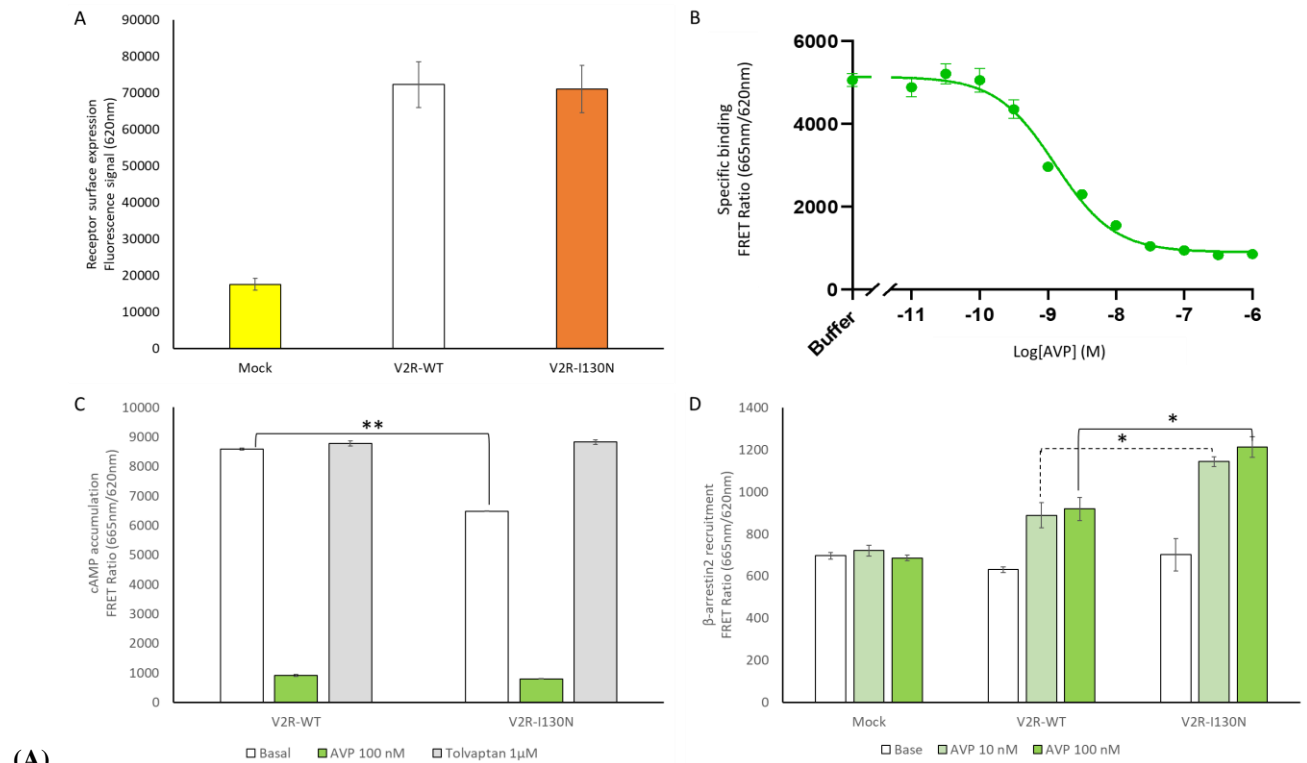 A
Receptor surface expression
Fluorescence signal (620nm)
90000
80000
70000
60000
50000
40000
30000
20000
10000
0
Mock
V2R-WT
V2R-I130N
B
Specific binding
FRET Ratio (665nm/620nm)
6000
4000
2000
0
Buffer
-11
-10
-9
-8
-7
-6
Log[AVP] (M)
C
cAMP accumulation
FRET Ratio (665nm/620nm)
10000
9000
8000
7000
6000
5000
4000
3000
2000
1000
0
**
V2R-WT
V2R-I130N
Basal
AVP 100 nM
Tolvaptan 1µM
D
β-arrestin2 recruitment
FRET Ratio (665nm/620nm)
1400
1200
1000
800
600
400
200
0
*
*
Mock
V2R-WT
V2R-I130N
Base
AVP 10 nM
AVP 100 nM
(A)